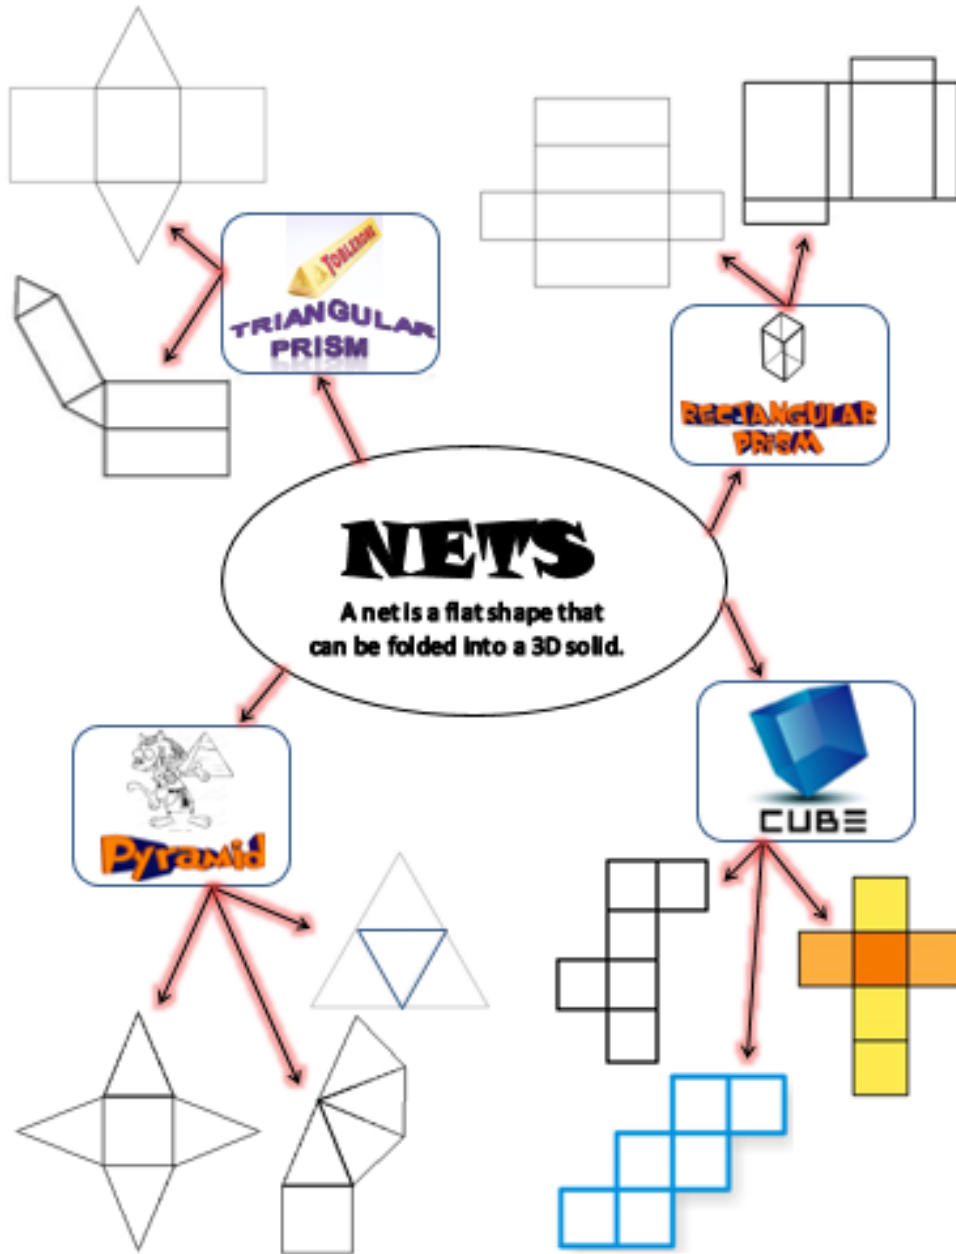 TOBLERONE
TRIANGULAR
PRISM
RECTANGULAR
PRiSM
NETS
A net is a flat shape that
can be folded into a 3D solid.
Pyramid
CUBE